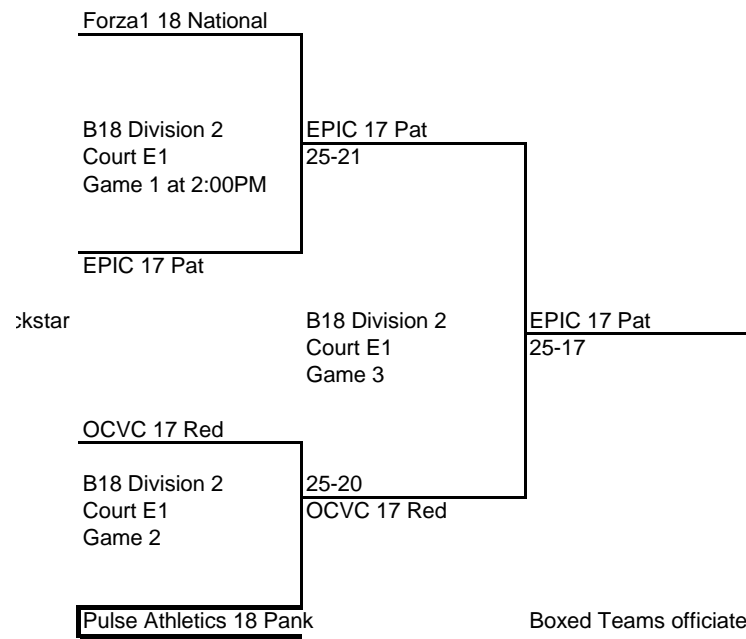 Forza1 18 National
B18 Division 2
Court E1
Game 1 at 2:00PM
EPIC 17 Pat
25-21
EPIC 17 Pat
ckstar
B18 Division 2
Court E1
Game 3
EPIC 17 Pat
25-17
OCVC 17 Red
B18 Division 2
Court E1
Game 2
25-20
OCVC 17 Red
Pulse Athletics 18 Pank
Boxed Teams officiate